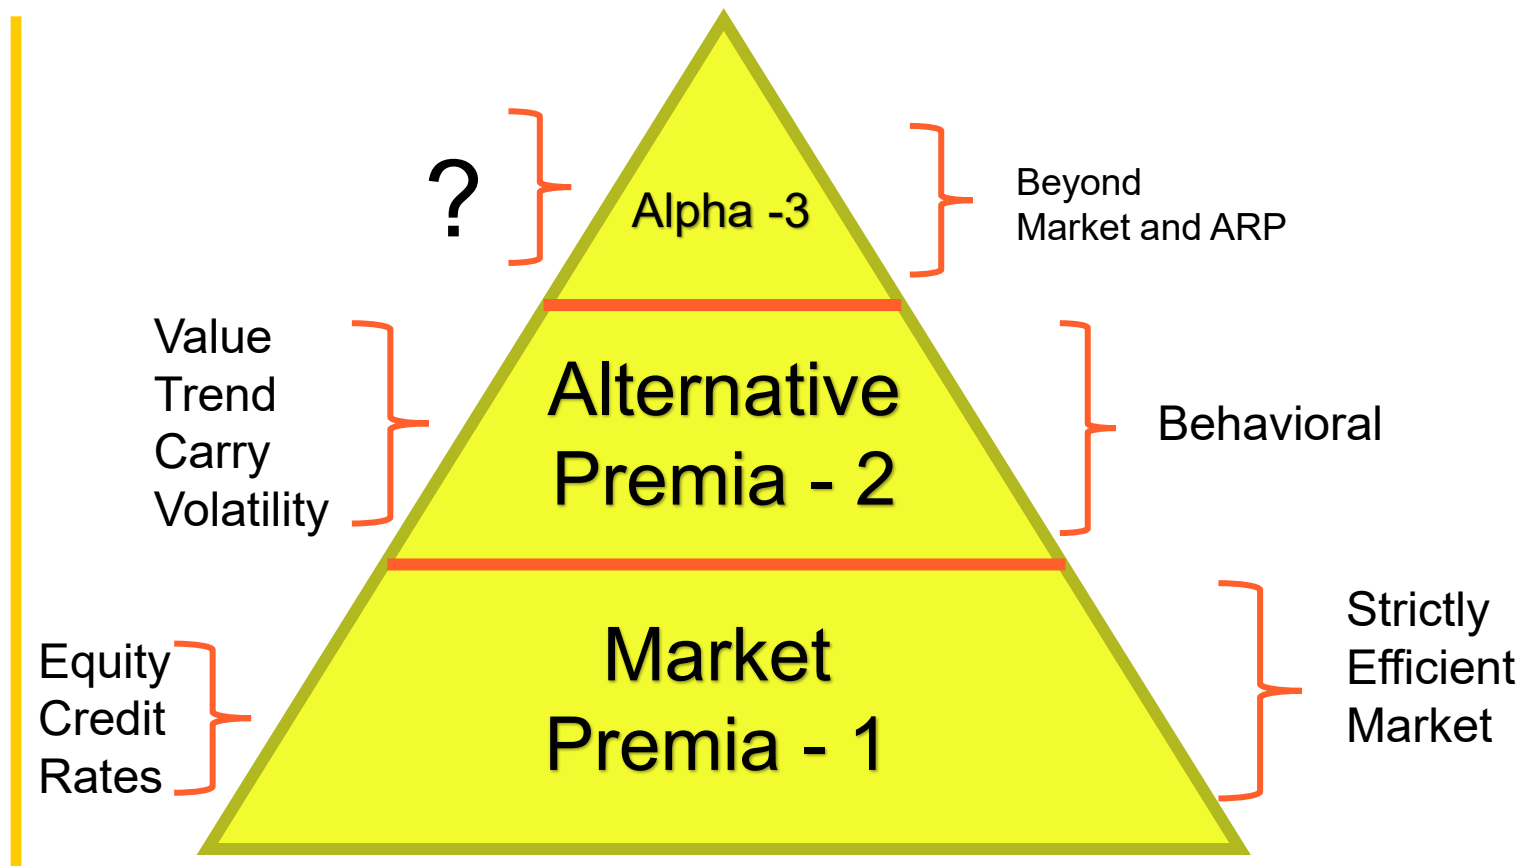 ?
Alpha -3
Beyond
Market and ARP
Value
Trend
Carry
Volatility
Alternative
Premia - 2
Behavioral
Equity
Credit
Rates
Market
Premia - 1
Strictly
Efficient
Market